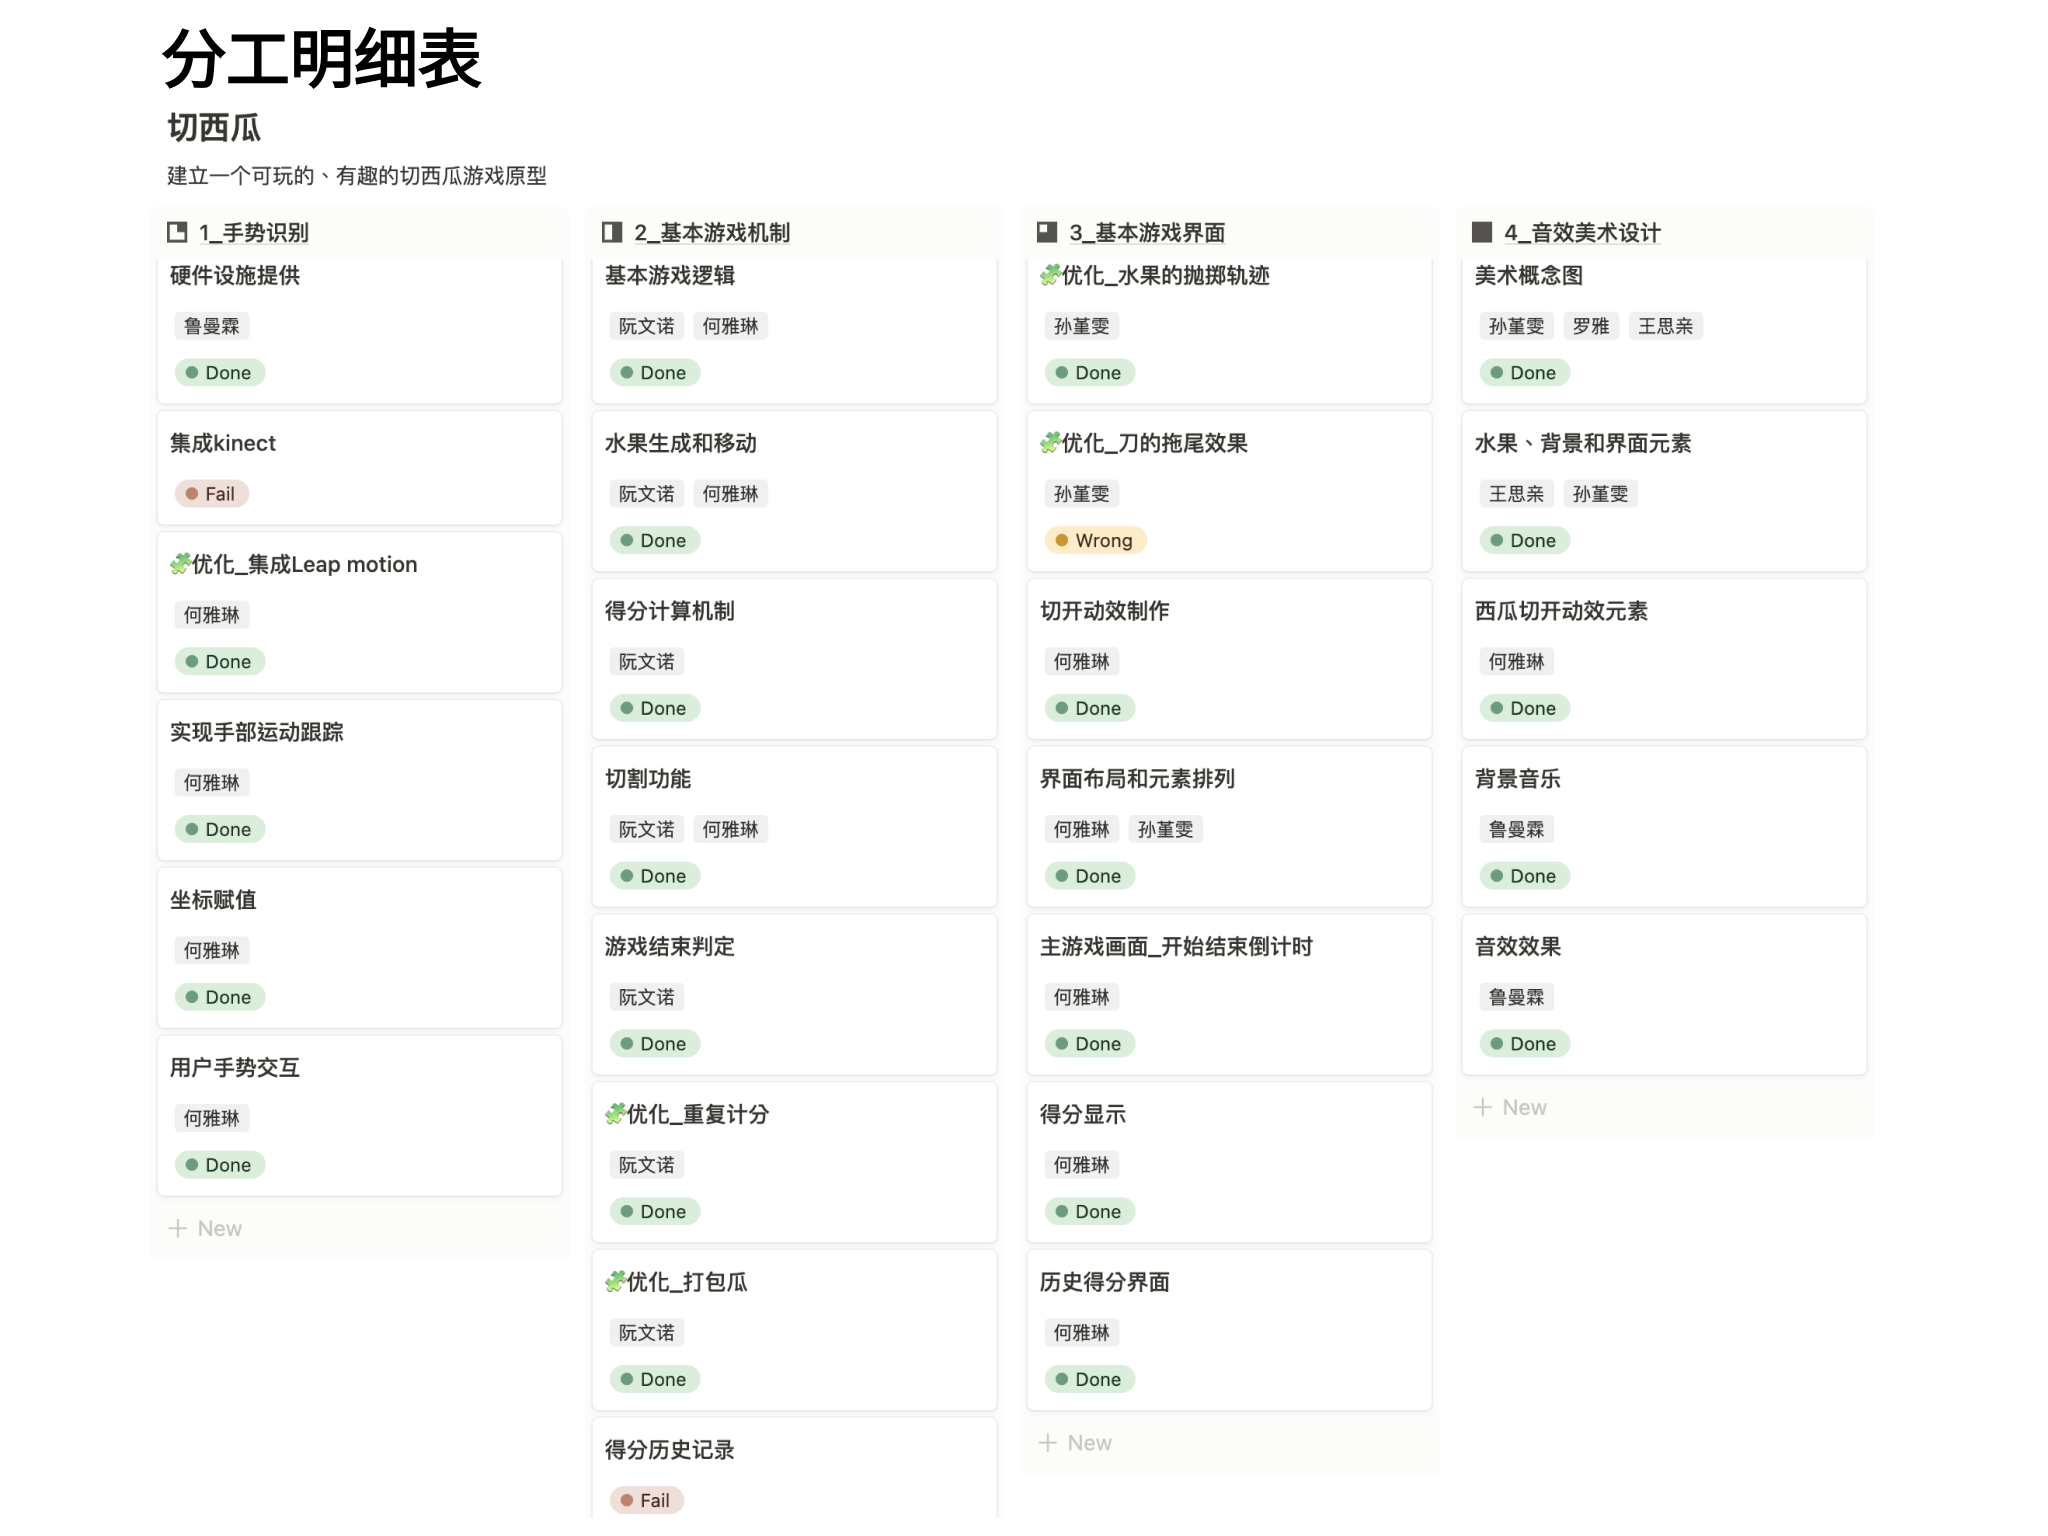 分工明细表
切西瓜
建立一个可玩的、有趣的切西瓜游戏原型
1_手势识别
硬件设施提供
鲁曼霖
Done
集成kinect
Fail
优化_集成Leap motion
何雅琳
Done
实现手部运动跟踪
何雅琳
Done
坐标赋值
何雅琳
Done
用户手势交互
何雅琳
Done
+ New
2_基本游戏机制
基本游戏逻辑
阮文诺 何雅琳
Done
水果生成和移动
阮文诺 何雅琳
Done
得分计算机制
阮文诺
Done
切割功能
阮文诺 何雅琳
Done
游戏结束判定
阮文诺
Done
优化_重复计分
阮文诺
Done
优化_打包瓜
阮文诺
Done
得分历史记录
Fail
3_基本游戏界面
优化_水果的抛掷轨迹
孙堇雯
Done
优化_刀的拖尾效果
孙堇雯
Wrong
切开动效制作
何雅琳
Done
界面布局和元素排列
何雅琳 孙堇雯
Done
主游戏画面_开始结束倒计时
何雅琳
Done
得分显示
何雅琳
Done
历史得分界面
何雅琳
Done
+ New
4_音效美术设计
美术概念图
孙堇雯 罗雅 王思亲
Done
水果、背景和界面元素
王思亲 孙堇雯
Done
西瓜切开动效元素
何雅琳
Done
背景音乐
鲁曼霖
Done
音效效果
鲁曼霖
Done
+ New